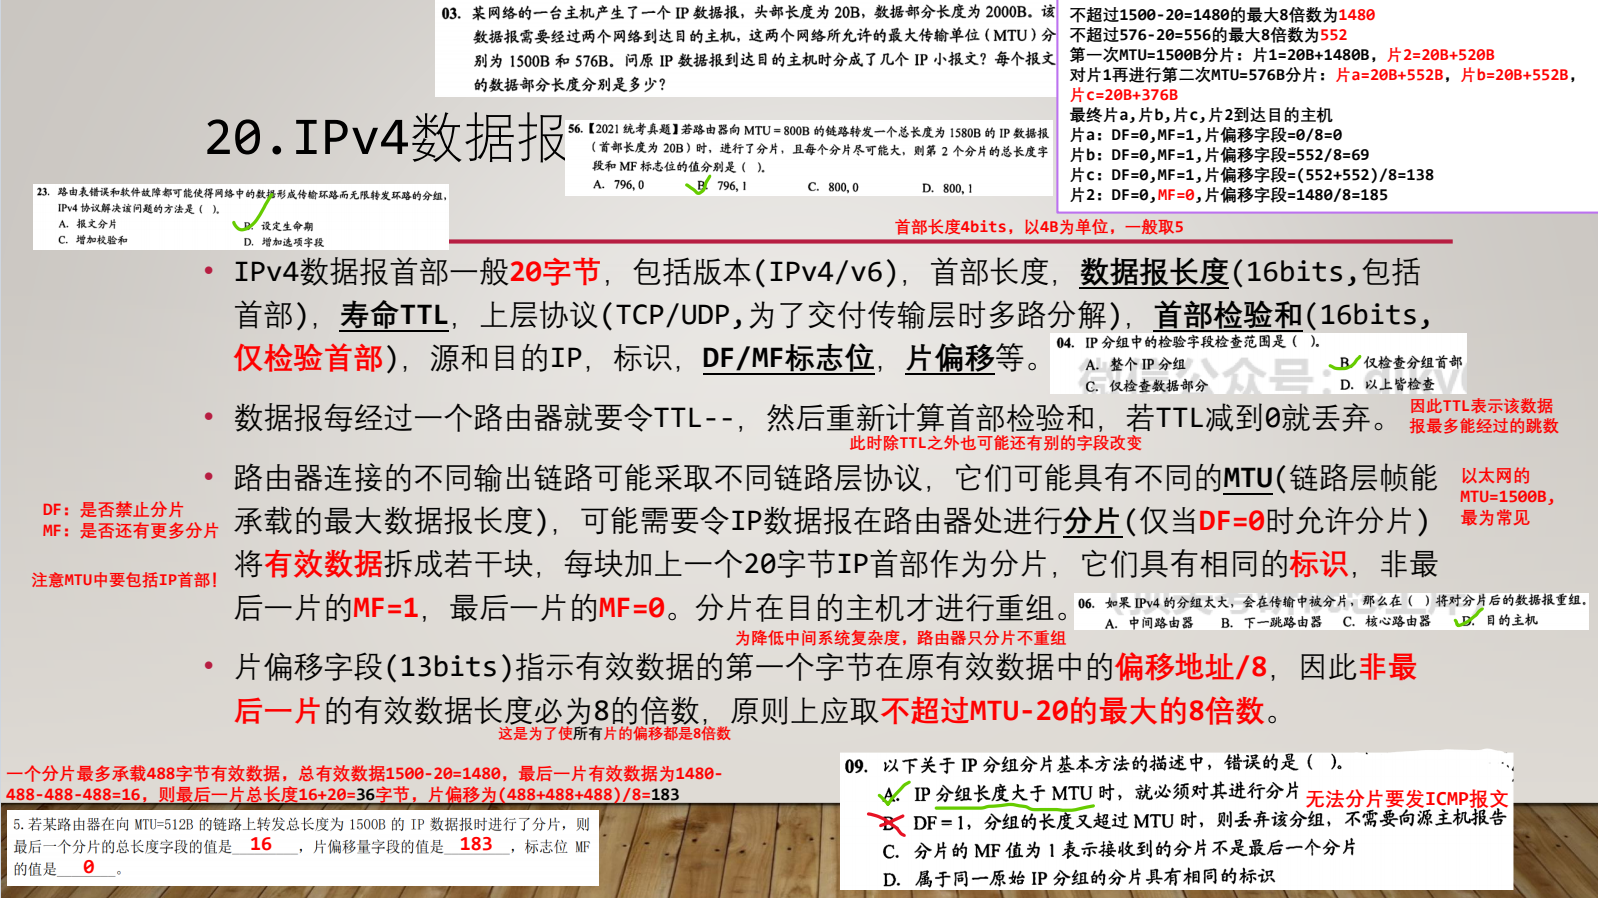 03. 某网络的一台主机产生了一个 IP 数据报，头部长度为 20B，数据部分长度为 2000B。该
数据报需要经过两个网络到达目的主机，这两个网络所允许的最大传输单位（MTU）分
别为 1500B 和 576B。问原 IP 数据报到达目的主机时分成了几个 IP 小报文？每个报文
的数据部分长度分别是多少？
不超过1500-20=1480的最大8倍数为1480
不超过576-20=556的最大8倍数为552
第一次MTU=1500B分片：片1=20B+1480B，片2=20B+520B
对片1再进行第二次MTU=576B分片：片a=20B+552B，片b=20B+552B，
片c=20B+376B
最终片a,片b,片c,片2到达目的主机
片a：DF=0,MF=1,片偏移字段=0/8=0
片b：DF=0,MF=1,片偏移字段=552/8=69
片c：DF=0,MF=1,片偏移字段=(552+552)/8=138
片2：DF=0,MF=0,片偏移字段=1480/8=185
20.IPv4数据报
56.【2021 统考真题】若路由器向 MTU = 800B 的链路转发一个总长度为 1580B 的 IP 数据报
（首部长度为 20B）时，进行了分片，且每个分片尽可能大，则第 2 个分片的总长度字
段和 MF 标志位的值分别是（ ）。
A. 796, 0 B. 796, 1 C. 800, 0 D. 800, 1
23. 路由表错误和软件故障都可能使得网络中的数据形成传输环路而无限转发环路的分组，
IPv4 协议解决该问题的方法是（ ）。
A. 报文分片 B. 设定生命期
C. 增加校验和 D. 增加选项字段
首部长度4bits，以4B为单位，一般取5
• IPv4数据报首部一般20字节，包括版本(IPv4/v6)，首部长度，数据报长度(16bits,包括
首部)，寿命TTL，上层协议(TCP/UDP,为了交付传输层时多路分解)，首部检验和(16bits,
仅检验首部)，源和目的IP，标识，DF/MF标志位，片偏移等。
04. IP 分组中的检验字段检查范围是（ ）。
A. 整个 IP 分组 B. 仅检查分组首部
C. 仅检查数据部分 D. 以上皆检查
• 数据报每经过一个路由器就要令TTL--，然后重新计算首部检验和，若TTL减到0就丢弃。
因此TTL表示该数据
报最多能经过的跳数
此时除TTL之外也可能还有别的字段改变
• 路由器连接的不同输出链路可能采取不同链路层协议，它们可能具有不同的MTU(链路层帧能
承载的最大数据报长度)，可能需要令IP数据报在路由器处进行分片(仅当DF=0时允许分片)
将有效数据拆成若干块，每块加上一个20字节IP首部作为分片，它们具有相同的标识，非最
后一片的MF=1，最后一片的MF=0。分片在目的主机才进行重组。
以太网的
MTU=1500B,
最为常见
DF：是否禁止分片
MF：是否还有更多分片
注意MTU中要包括IP首部！
06. 如果 IPv4 的分组太大，会在传输中被分片，那么在（ ）将对分片后的数据报重组。
A. 中间路由器 B. 下一跳路由器 C. 核心路由器 D. 目的主机
为降低中间系统复杂度，路由器只分片不重组
• 片偏移字段(13bits)指示有效数据的第一个字节在原有效数据中的偏移地址/8，因此非最
后一片的有效数据长度必为8的倍数，原则上应取不超过MTU-20的最大的8倍数。
这是为了使所有片的偏移都是8倍数
一个分片最多承载488字节有效数据，总有效数据1500-20=1480，最后一片有效数据为1480-
488-488-488=16，则最后一片总长度16+20=36字节，片偏移为(488+488+488)/8=183
5.若某路由器在向 MTU=512B 的链路上转发总长度为 1500B 的 IP 数据报时进行了分片，则
最后一个分片的总长度字段的值是 16 ，片偏移量字段的值是 183 ，标志位 MF
的值是 0 。
09. 以下关于 IP 分组分片基本方法的描述中，错误的是（ ）。
A. IP 分组长度大于 MTU 时，就必须对其进行分片 无法分片要发ICMP报文
B. DF = 1，分组的长度又超过 MTU 时，则丢弃该分组，不需要向源主机报告
C. 分片的 MF 值为 1 表示接收到的分片不是最后一个分片
D. 属于同一原始 IP 分组的分片具有相同的标识